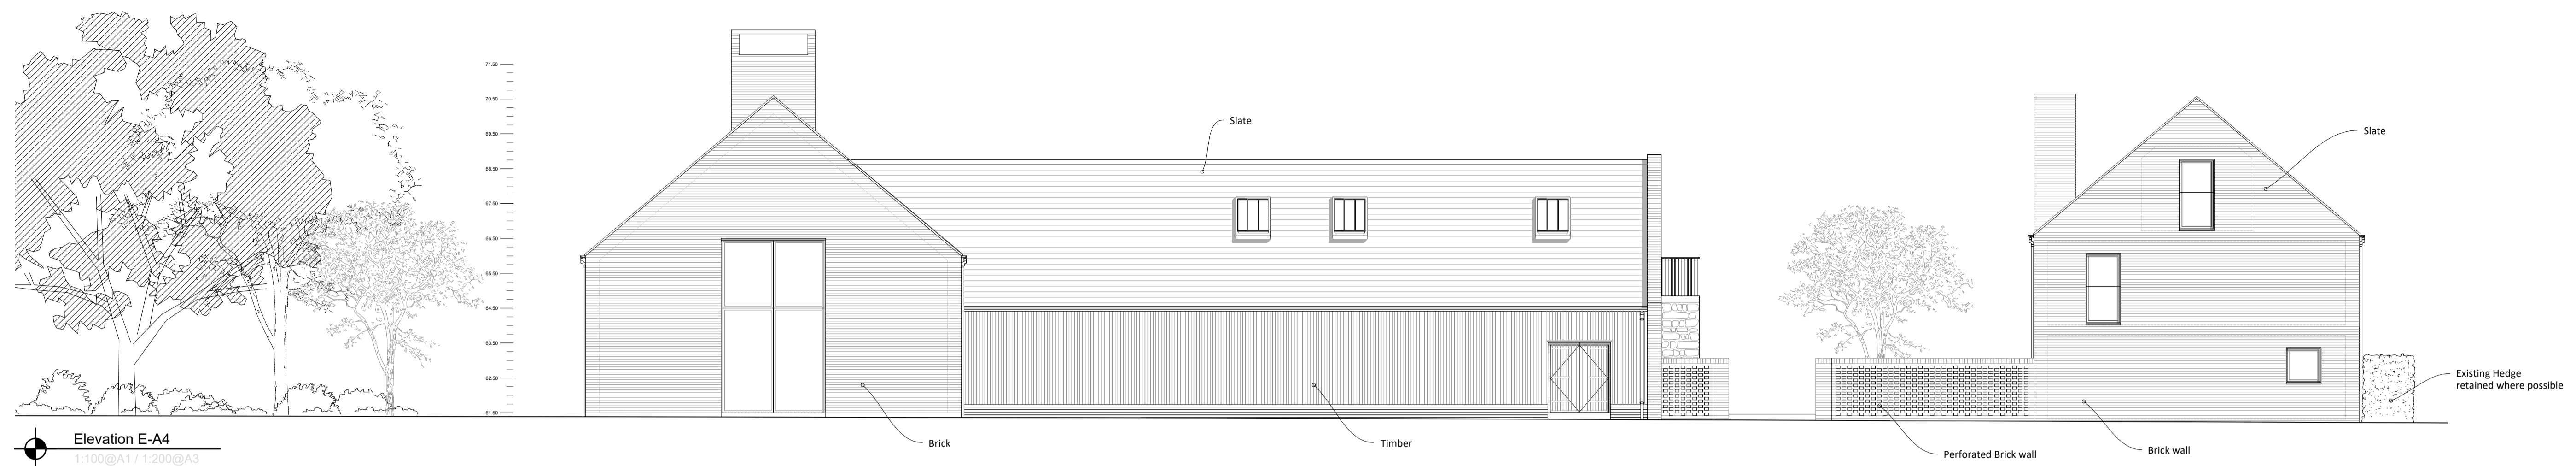 71.50
70.50
69.50
68.50
67.50
66.50
65.50
64.50
63.50
62.50
61.50
Slate
Slate
Brick
Timber
Perforated Brick wall
Brick wall
Existing Hedge
retained where possible
Elevation E-A4
1:100@A1 / 1:200@A3